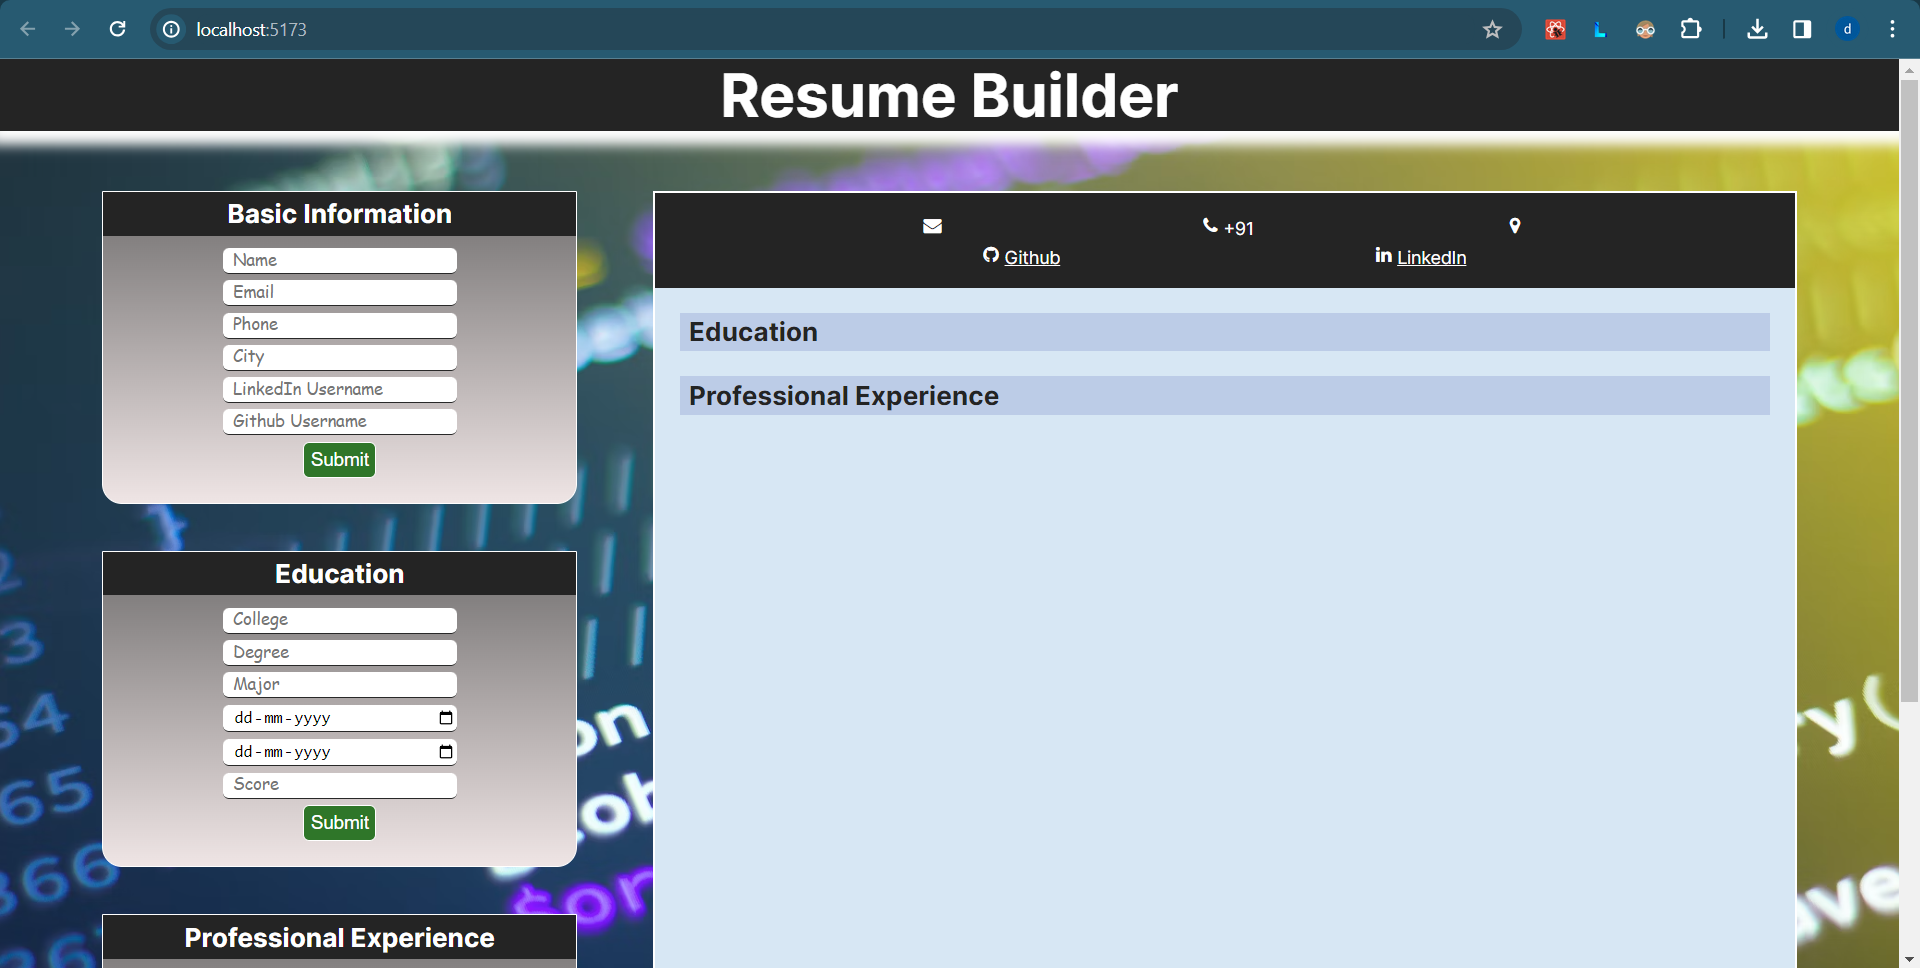 localhost:5173
d
Resume Builder
Basic Information
Name
Email
Phone
City
LinkedIn Username
Github Username
Submit
Education
College
Degree
Major
dd-mm-yyyy
dd-mm-yyyy
Score
Submit
Professional Experience
+91
Github
LinkedIn
Education
Professional Experience